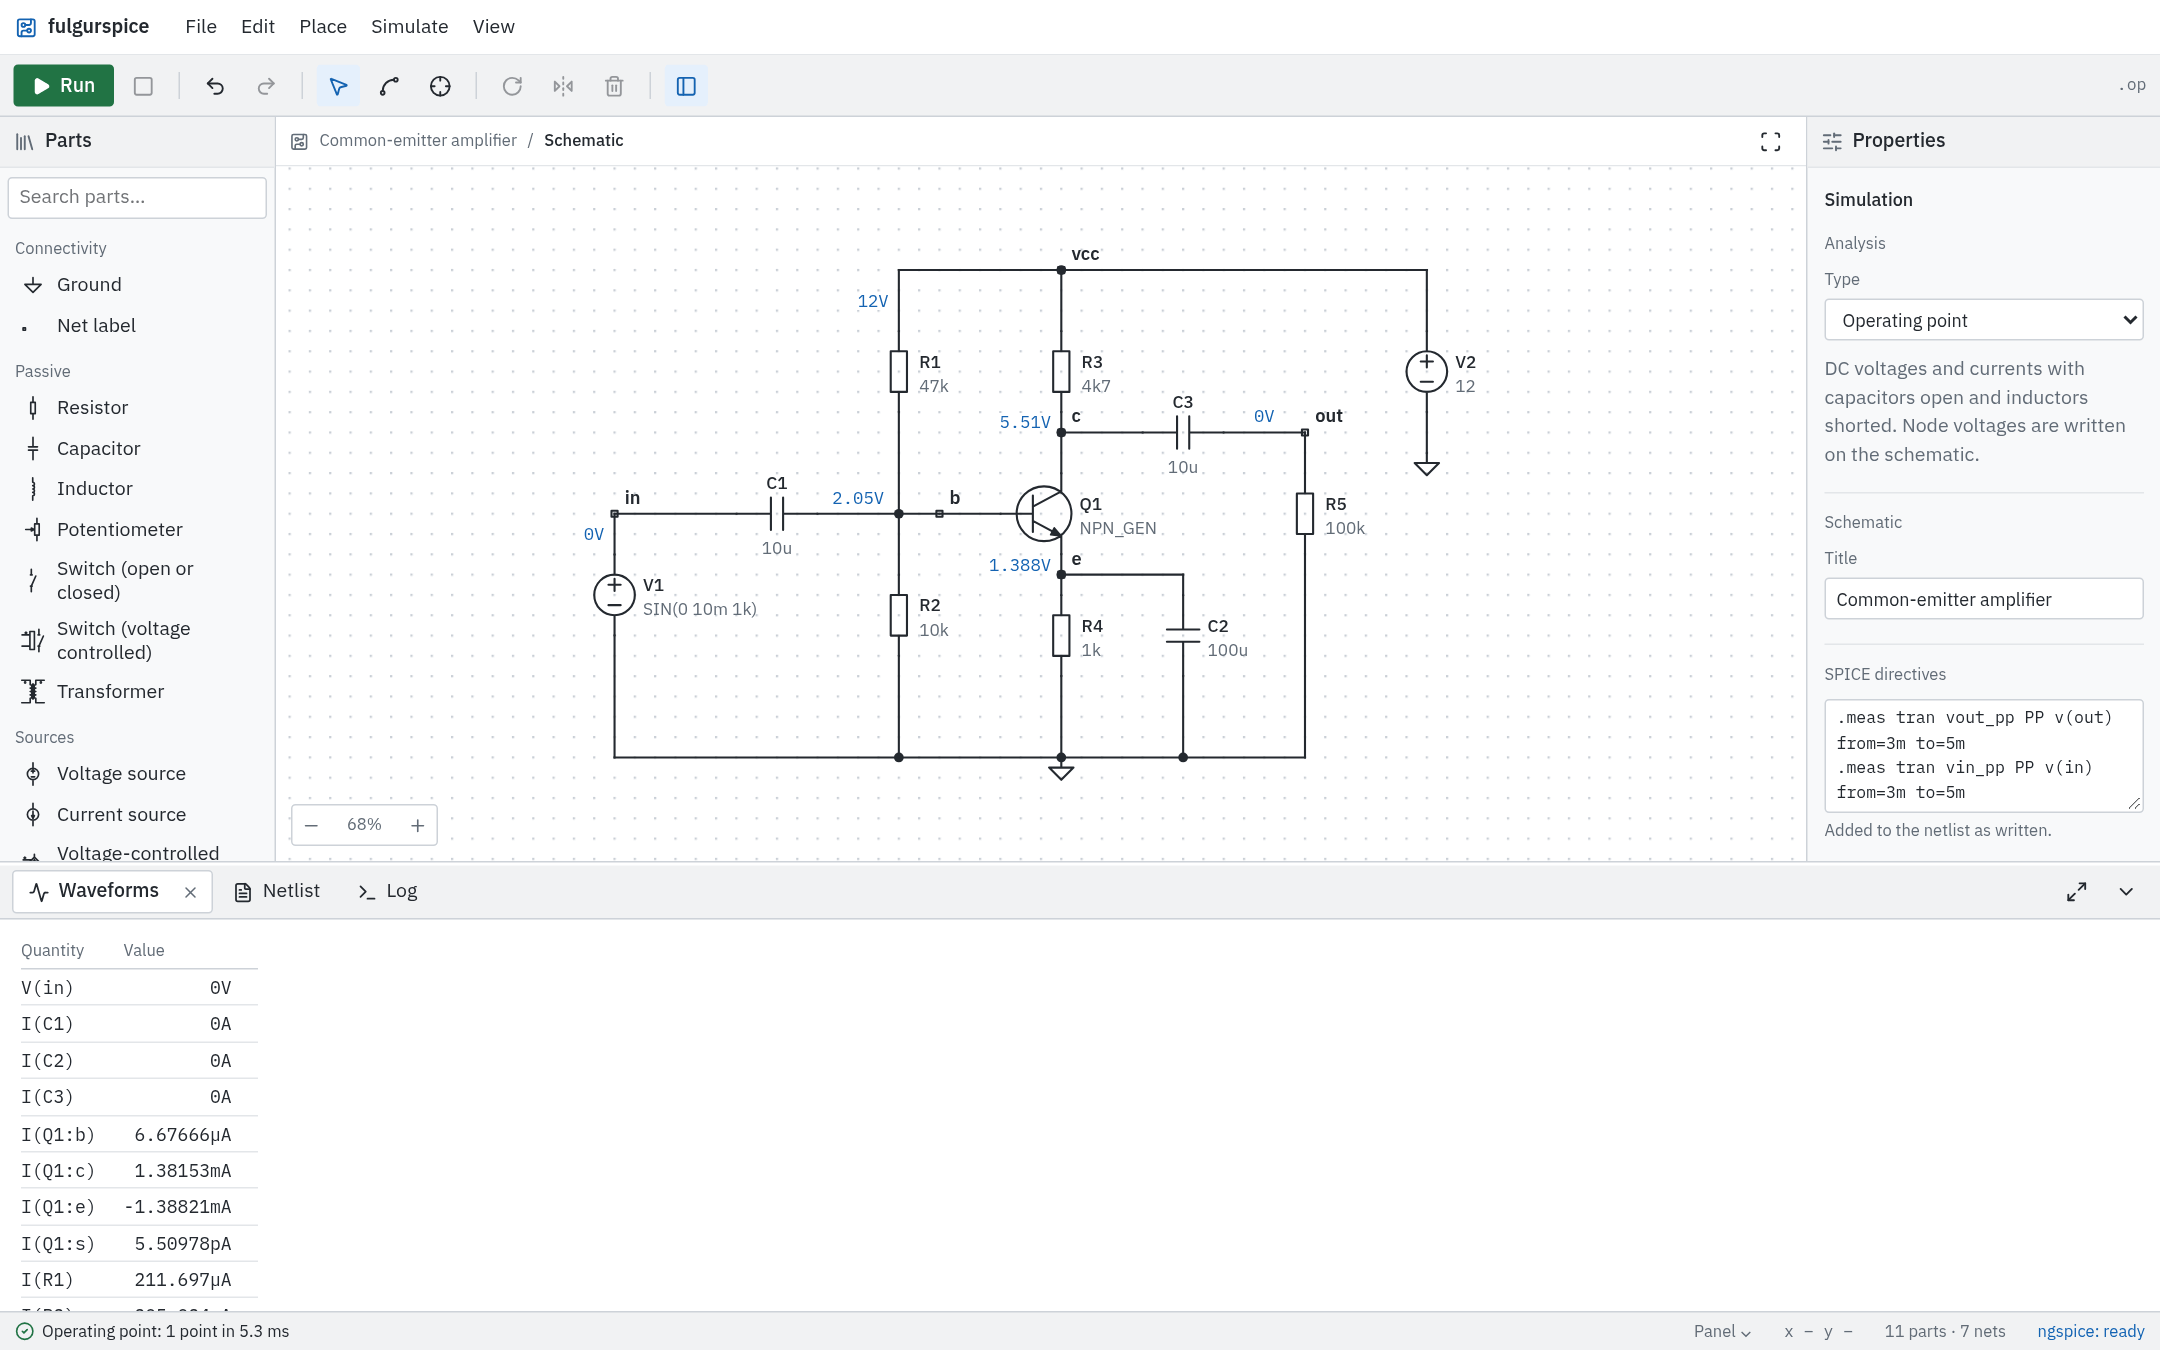 fulgurspice File Edit Place Simulate View
Run .op
Parts
Search parts...
Connectivity
Ground
Net label
Passive
Resistor
Capacitor
Inductor
Potentiometer
Switch (open or
closed)
Switch (voltage
controlled)
Transformer
Sources
Voltage source
Current source
Voltage-controlled
Common-emitter amplifier / Schematic
vcc
12V
R1
47k
R3
4k7
V2
12
C3
5.51V
c
0V
out
10u
C1
in
2.05V
b
Q1
NPN_GEN
R5
100k
0V
10u
1.388V
e
V1
SIN(0 10m 1k)
R2
10k
R4
1k
C2
100u
68%
Properties
Simulation
Analysis
Type
Operating point
DC voltages and currents with
capacitors open and inductors
shorted. Node voltages are written
on the schematic.
Schematic
Title
Common-emitter amplifier
SPICE directives
.meas tran vout_pp PP v(out)
from=3m to=5m
.meas tran vin_pp PP v(in)
from=3m to=5m
Added to the netlist as written.
Waveforms Netlist Log
Quantity Value
V(in) 0V
I(C1) 0A
I(C2) 0A
I(C3) 0A
I(Q1:b) 6.67666µA
I(Q1:c) 1.38153mA
I(Q1:e) -1.38821mA
I(Q1:s) 5.50978pA
I(R1) 211.697µA
Operating point: 1 point in 5.3 ms
Panel x – y – 11 parts · 7 nets ngspice: ready